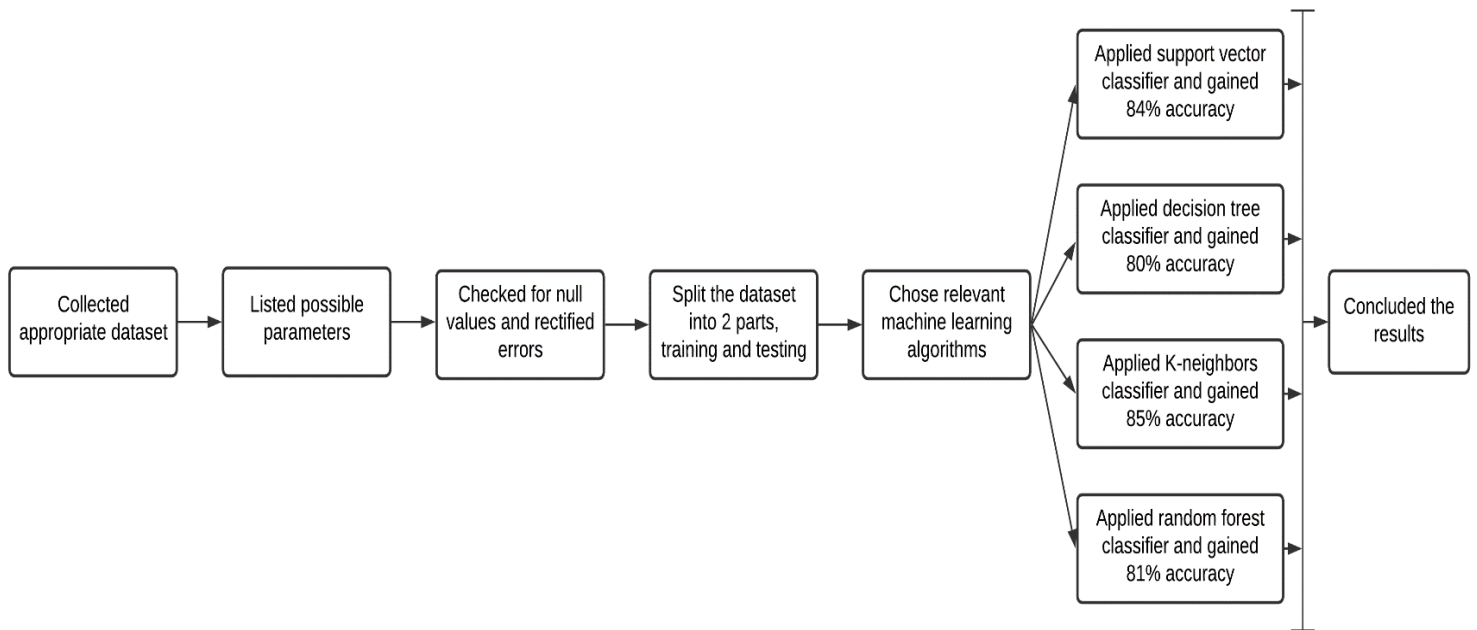 Collected
appropriate dataset
Listed possible
parameters
Checked for null
values and rectified
errors
Split the dataset
into 2 parts,
training and testing
Chose relevant
machine learning
algorithms
Applied support vector
classifier and gained
84% accuracy
Applied decision tree
classifier and gained
80% accuracy
Applied K-neighbors
classifier and gained
85% accuracy
Applied random forest
classifier and gained
81% accuracy
Concluded the
results